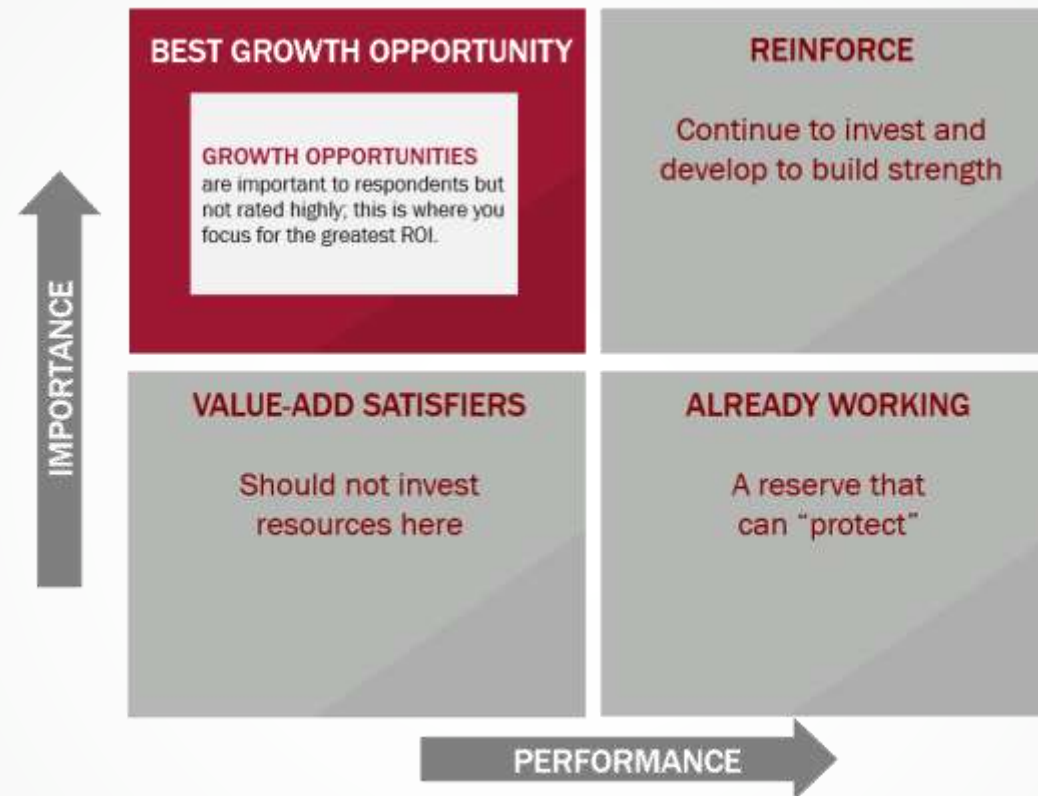 BEST GROWTH OPPORTUNITY
GROWTH OPPORTUNITIES
are important to respondents but
not rated highly; this is where you
focus for the greatest ROI.
REINFORCE
Continue to invest and
develop to build strength
IMPORTANCE
VALUE-ADD SATISFIERS
Should not invest
resources here
ALREADY WORKING
A reserve that
can “protect”
PERFORMANCE